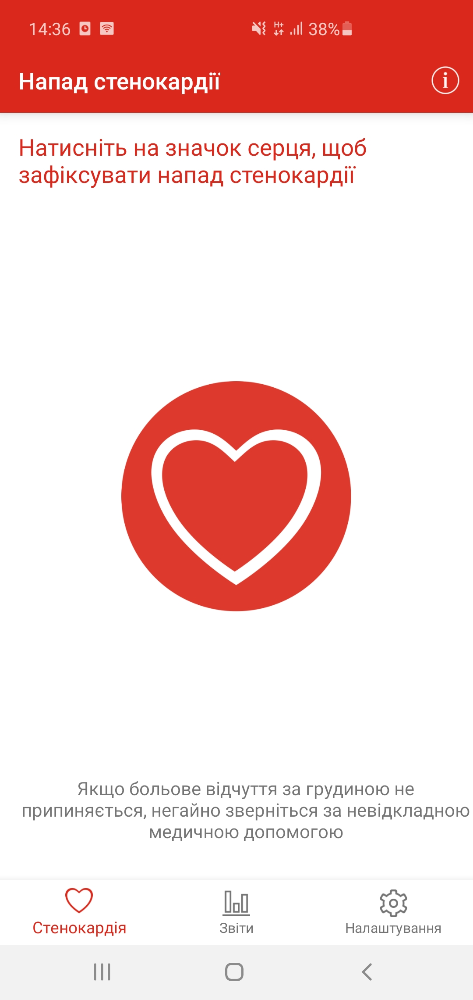 14:36
H+
38%
Напад стенокардії
Натисніть на значок серця, щоб
зафіксувати напад стенокардії
Якщо больове відчуття за грудиною не
припиняється, негайно зверніться за невідкладною
медичною допомогою
Стенокардія
Звіти
Налаштування